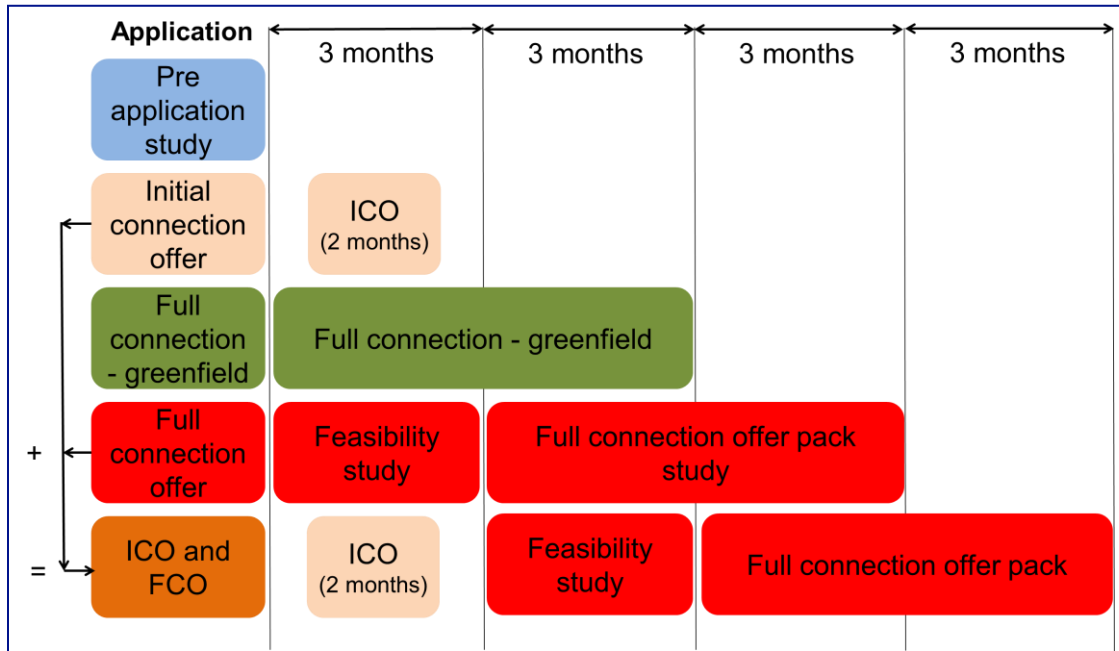 Application
3 months
3 months
3 months
3 months
Pre
application
study
Initial
connection
offer
ICO
(2 months)
Full
connection
- greenfield
Full connection - greenfield
+
Full
connection
offer
Feasibility
study
Full connection offer pack
study
=
ICO and
FCO
ICO
(2 months)
Feasibility
study
Full connection offer pack